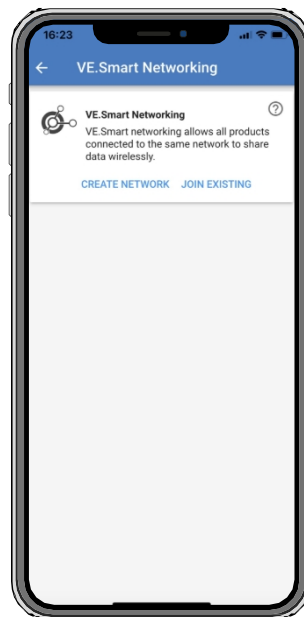 16:23
VE.Smart Networking
VE.Smart Networking
VE.Smart networking allows all products
connected to the same network to share
data wirelessly.
CREATE NETWORK JOIN EXISTING